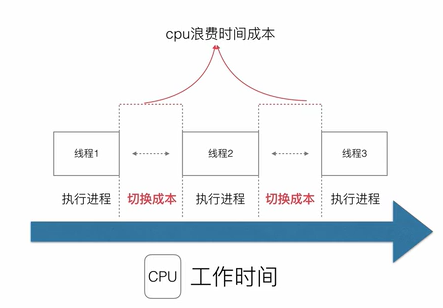 cpu浪费时间成本
线程1
线程2
线程3
执行进程
切换成本
执行进程
切换成本
执行进程
CPU
工作时间